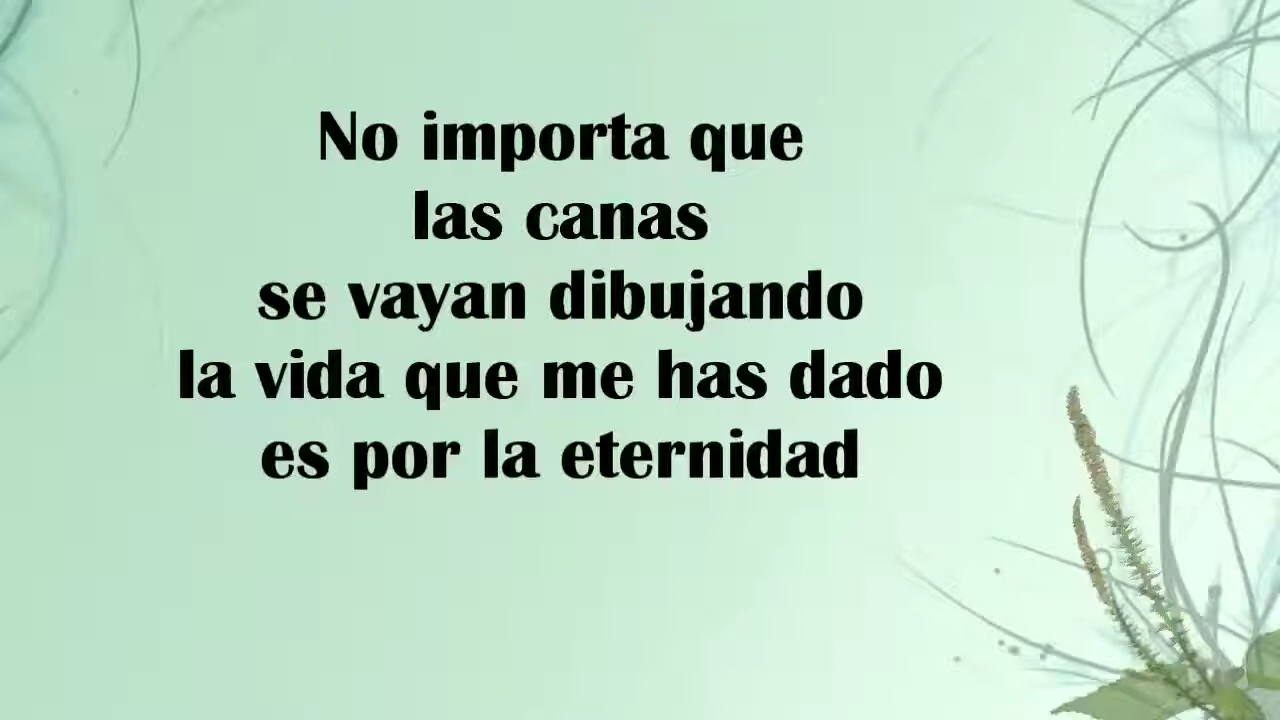 No importa que
las canas
se vayan dibujando
la vida que me has dado
es por la eternidad